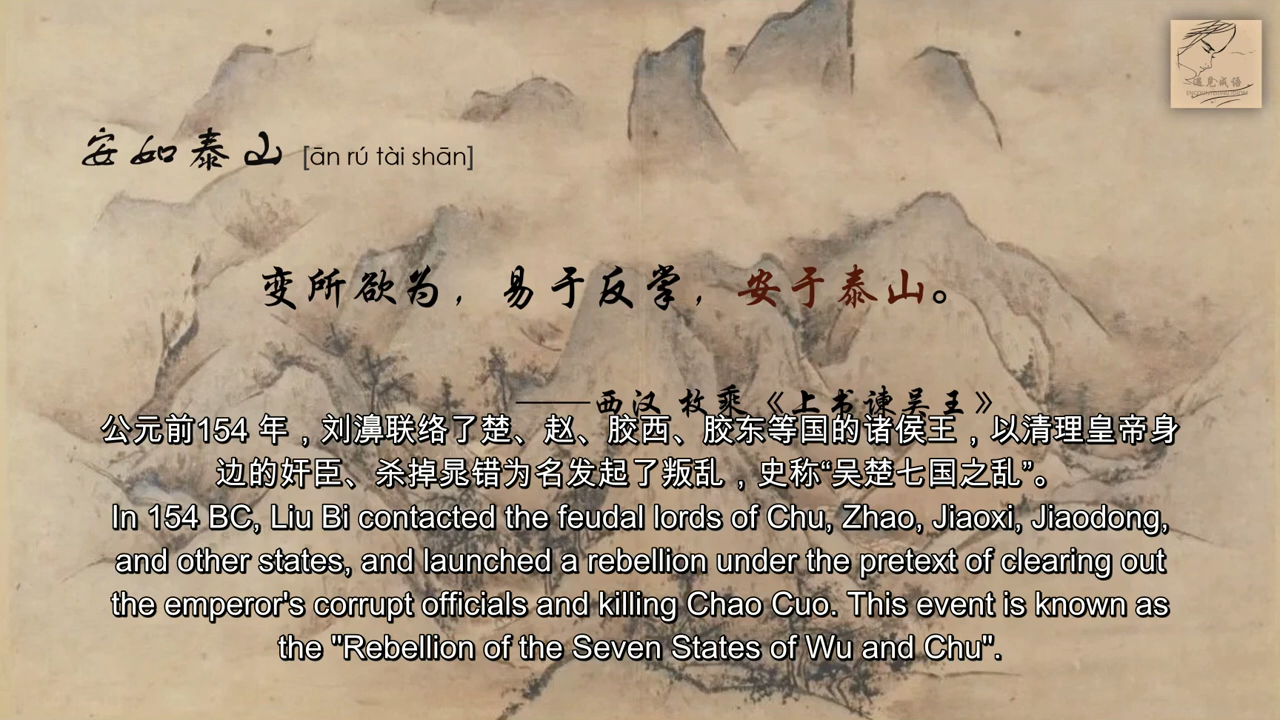 遇见成语
安如泰山 [ān rú tài shān]
变所欲为，易于反掌，安于泰山。
——西汉 枚乘《上书谏吴王》
公元前154 年，刘濞联络了楚、赵、胶西、胶东等国的诸侯王，以清理皇帝身
边的奸臣、杀掉晁错为名发起了叛乱，史称“吴楚七国之乱”。
In 154 BC, Liu Bi contacted the feudal lords of Chu, Zhao, Jiaoxi, Jiaodong,
and other states, and launched a rebellion under the pretext of clearing out
the emperor's corrupt officials and killing Chao Cuo. This event is known as
the "Rebellion of the Seven States of Wu and Chu".